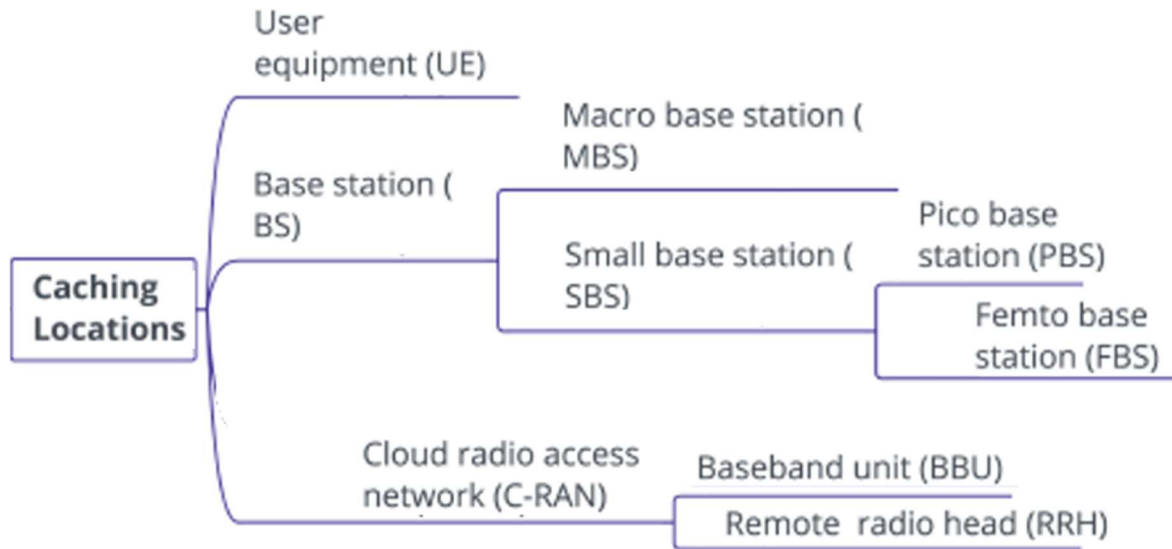 User
equipment (UE)
Macro base station (
MBS)
Base station (
BS)
Pico base
station (PBS)
Small base station (
SBS)
Caching
Locations
Femto base
station (FBS)
Cloud radio access
network (C-RAN)
Baseband unit (BBU)
Remote radio head (RRH)